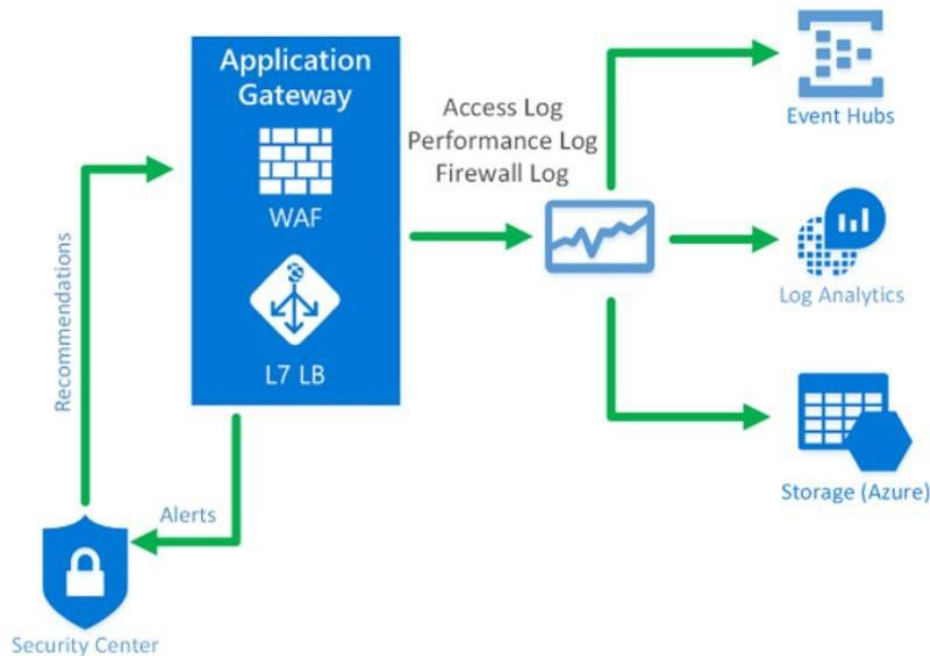 Application
Gateway
WAF
L7 LB
Access Log
Performance Log
Firewall Log
Event Hubs
Log Analytics
Storage (Azure)
Recommendations
Alerts
Security Center